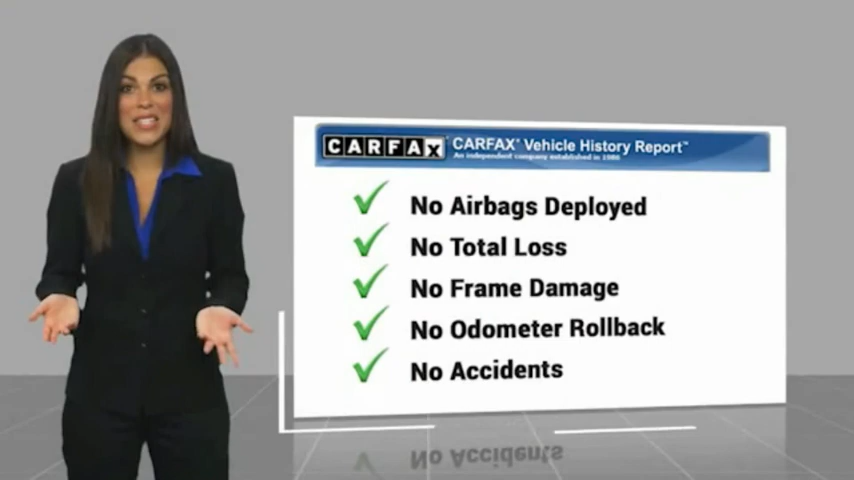 CARFAX CARFAX® Vehicle History Report™
An independent company established in 1986
No Airbags Deployed
No Total Loss
No Frame Damage
No Odometer Rollback
No Accidents
No Accidents